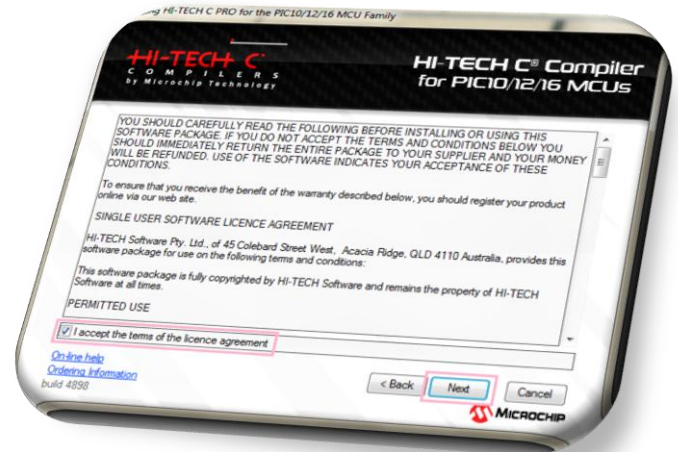 HI-TECH C PRO for the PIC10/12/16 MCU Family
HI-TECH C
COMPILERS
by Microchip Technology
HI-TECH C® Compiler
for PIC10/12/16 MCUs
YOU SHOULD CAREFULLY READ THE FOLLOWING BEFORE INSTALLING OR USING THIS
SOFTWARE PACKAGE. IF YOU DO NOT ACCEPT THE TERMS AND CONDITIONS BELOW YOU
SHOULD IMMEDIATELY RETURN THE ENTIRE PACKAGE TO YOUR SUPPLIER AND YOUR MONEY
WILL BE REFUNDED. USE OF THE SOFTWARE INDICATES YOUR ACCEPTANCE OF THESE
CONDITIONS.
To ensure that you receive the benefit of the warranty described below, you should register your product
online via our web site.
SINGLE USER SOFTWARE LICENCE AGREEMENT
HI-TECH Software Pty. Ltd., of 45 Colebard Street West, Acacia Ridge, QLD 4110 Australia, provides this
software package for use on the following terms and conditions:
This software package is fully copyrighted by HI-TECH Software and remains the property of HI-TECH
Software at all times.
PERMITTED USE
I accept the terms of the licence agreement
On-line help
Ordering Information
build 4898
< Back
Next
Cancel
MICROCHIP